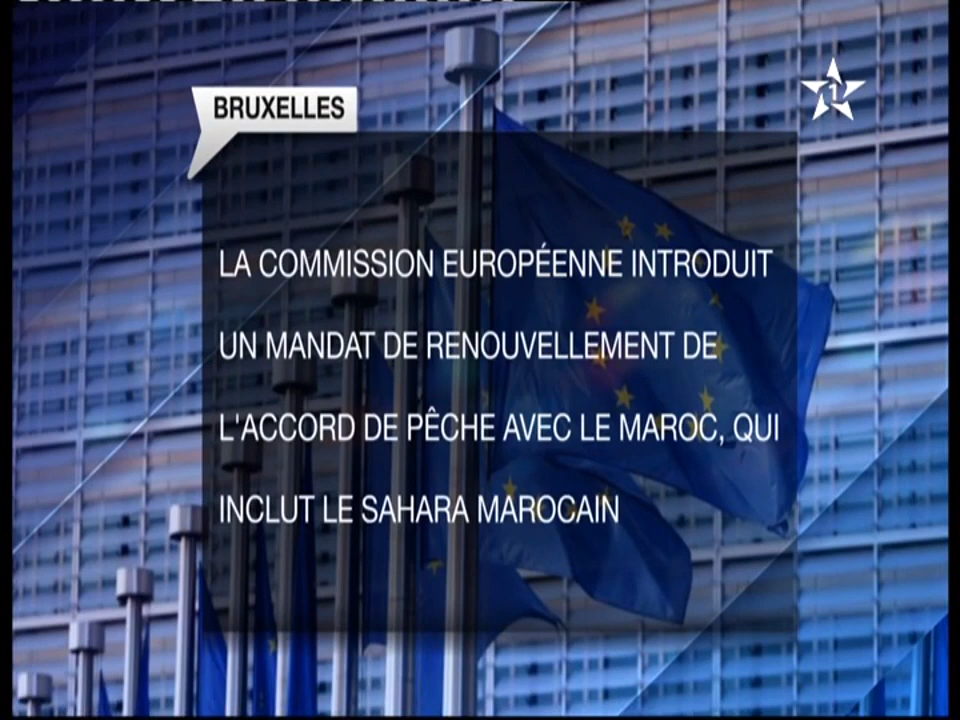 BRUXELLES
1
LA COMMISSION EUROPÉENNE INTRODUIT
UN MANDAT DE RENOUVELLEMENT DE
L'ACCORD DE PÊCHE AVEC LE MAROC, QUI
INCLUT LE SAHARA MAROCAIN